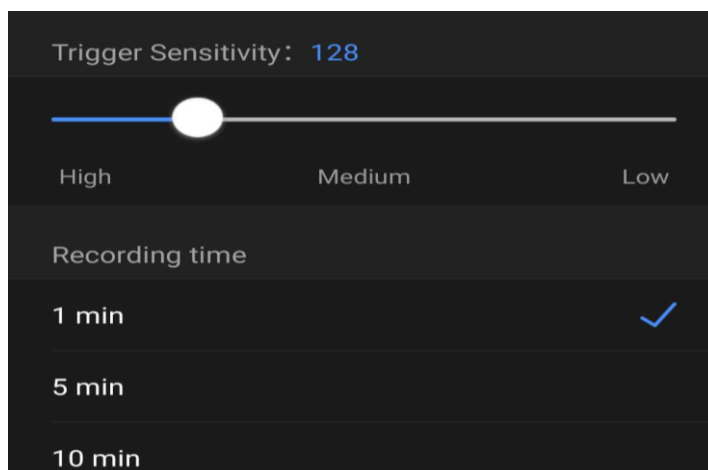 Trigger Sensitivity: 128
High Medium Low
Recording time
1 min
5 min
10 min